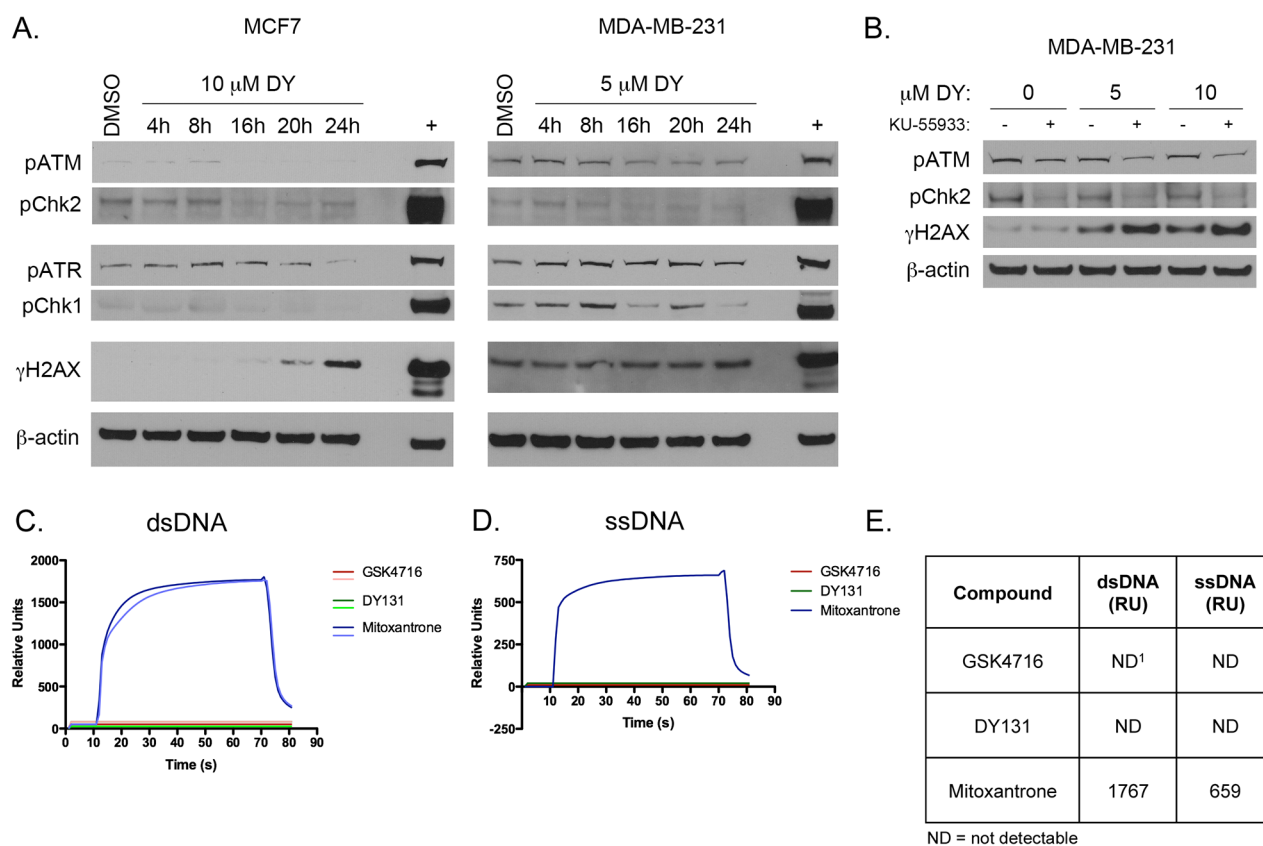 A.
MCF7
MDA-MB-231
DMSO
10 μM DY
4h 8h 16h 20h 24h +
DMSO
5 μM DY
4h 8h 16h 20h 24h +
pATM
pChk2
pATR
pChk1
γH2AX
β-actin
B.
MDA-MB-231
μM DY: 0 5 10
KU-55933: - + - + - +
pATM
pChk2
γH2AX
β-actin
C.
dsDNA
Relative Units
2000
1500
1000
500
0
0 10 20 30 40 50 60 70 80 90
Time (s)
GSK4716
DY131
Mitoxantrone
D.
ssDNA
Relative Units
750
500
250
0
-250
10 20 30 40 50 60 70 80 90
Time (s)
GSK4716
DY131
Mitoxantrone
E.
Compound dsDNA (RU) ssDNA (RU)
GSK4716 ND¹ ND
DY131 ND ND
Mitoxantrone 1767 659
ND = not detectable